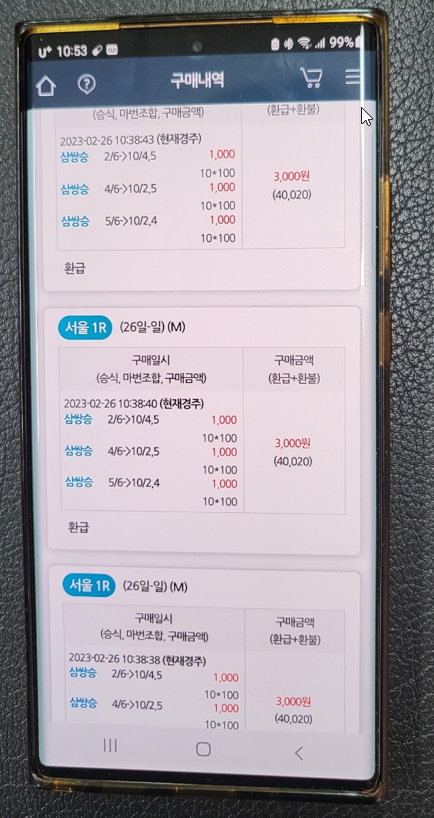 U+ 10:53 99%
구매내역
(승식, 마번조합, 구매금액) (환급+환불)
2023-02-26 10:38:43 (현재경주)
삼쌍승 2/6->10/4,5 1,000
10*100
삼쌍승 4/6->10/2,5 1,000
10*100
삼쌍승 5/6->10/2,4 1,000
10*100
3,000원
(40,020)
환급
서울 1R (26일-일) (M)
구매일시 구매금액
(승식, 마번조합, 구매금액) (환급+환불)
2023-02-26 10:38:40 (현재경주)
삼쌍승 2/6->10/4,5 1,000
10*100
삼쌍승 4/6->10/2,5 1,000
10*100
삼쌍승 5/6->10/2,4 1,000
10*100
3,000원
(40,020)
환급
서울 1R (26일-일) (M)
구매일시 구매금액
(승식, 마번조합, 구매금액) (환급+환불)
2023-02-26 10:38:38 (현재경주)
삼쌍승 2/6->10/4,5 1,000
10*100
삼쌍승 4/6->10/2,5 1,000
10*100
3,000원
(40,020)